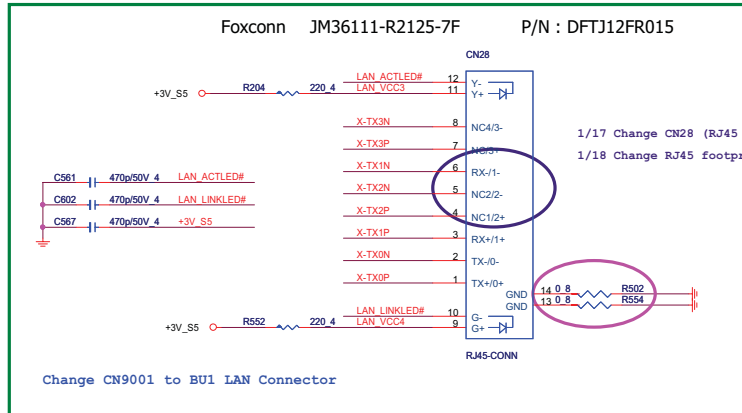 Foxconn JM36111-R2125-7F P/N : DFTJ12FR015
CN28
LAN_ACTLED# 12 Y-
+3V_S5 R204 220_4 LAN_VCC3 11 Y+
X-TX3N 8 NC4/3-
X-TX3P 7 NC3/3+
1/17 Change CN28 (RJ45
X-TX1N 6 RX-/1-
1/18 Change RJ45 footpr
C561 470p/50V_4 LAN_ACTLED#
X-TX2N 5 NC2/2-
C602 470p/50V_4 LAN_LINKLED#
X-TX2P 4 NC1/2+
C567 470p/50V_4 +3V_S5
X-TX1P 3 RX+/1+
X-TX0N 2 TX-/0-
X-TX0P 1 TX+/0+
GND 14 0_8 R502
GND 13 0_8 R554
LAN_LINKLED# 10 G-
+3V_S5 R552 220_4 LAN_VCC4 9 G+
RJ45-CONN
Change CN9001 to BU1 LAN Connector